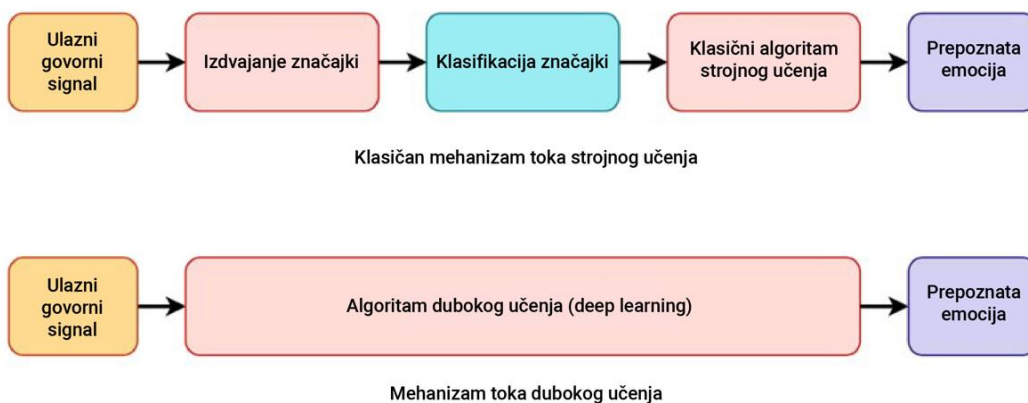 Ulazni
govorni
signal
Izdvajanje značajki
Klasifikacija značajki
Klasični algoritam
strojnog učenja
Prepoznata
emocija
Klasičan mehanizam toka strojnog učenja
Ulazni
govorni
signal
Algoritam dubokog učenja (deep learning)
Prepoznata
emocija
Mehanizam toka dubokog učenja